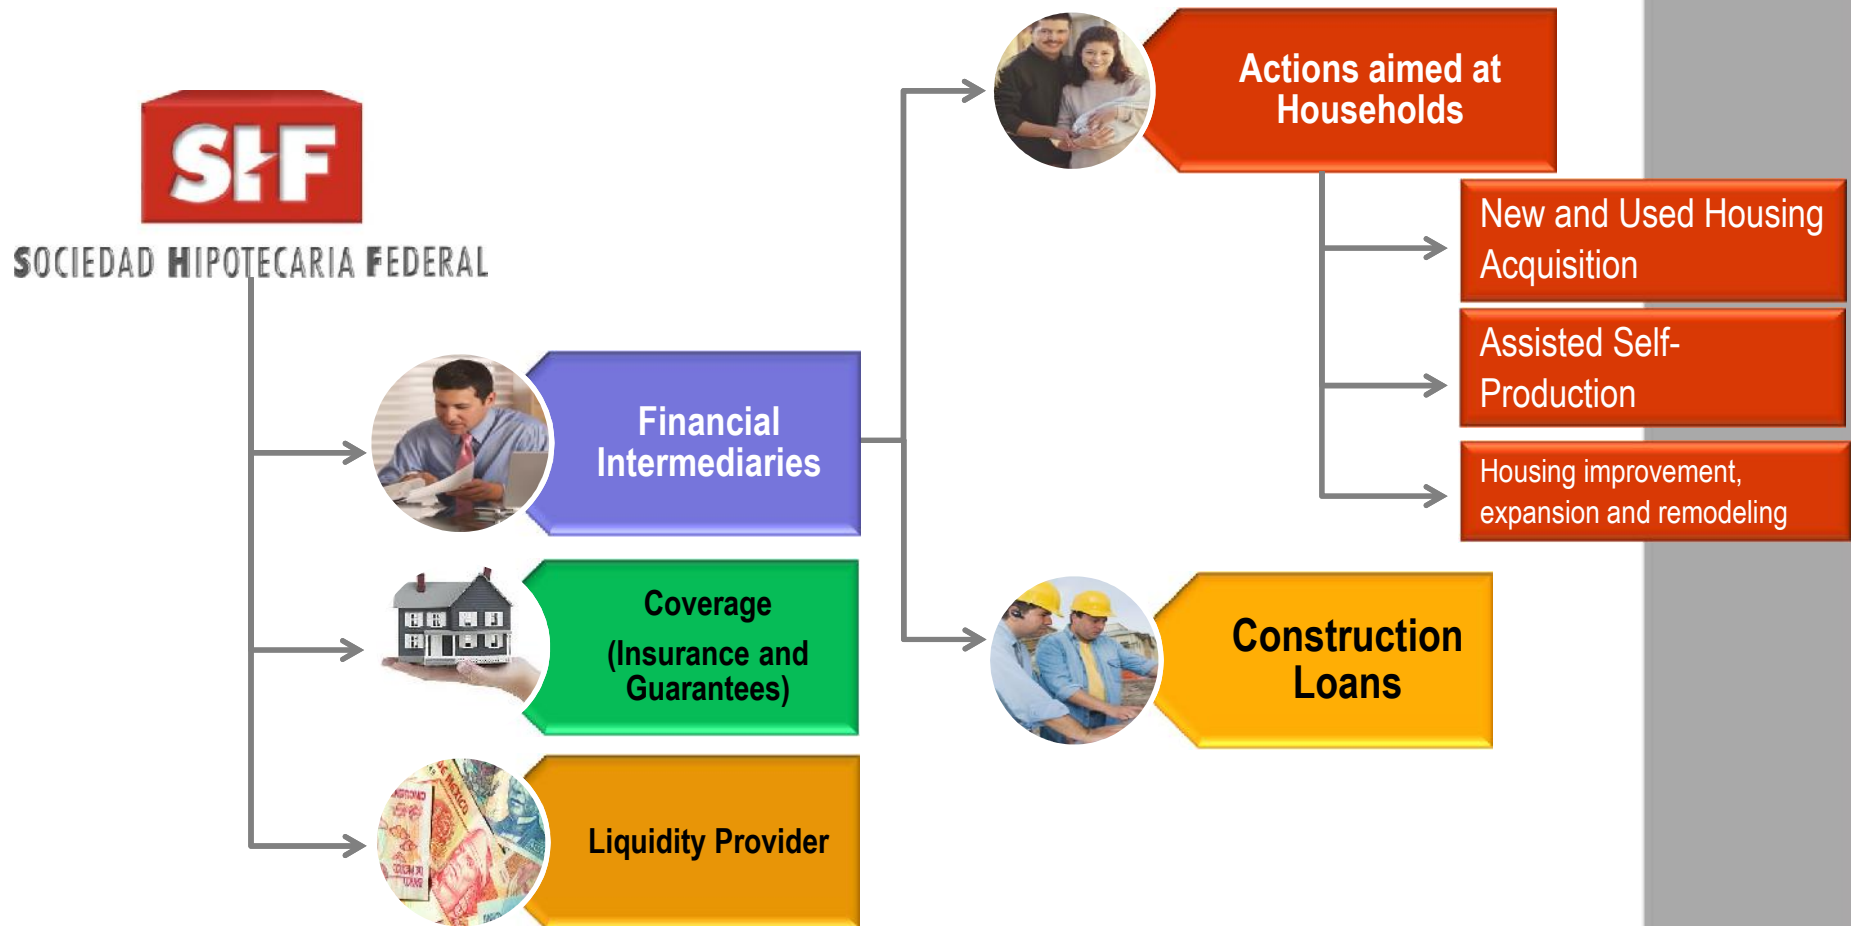 SHF
SOCIEDAD HIPOTECARIA FEDERAL
Financial
Intermediaries
Coverage
(Insurance and
Guarantees)
Liquidity Provider
Actions aimed at
Households
New and Used Housing
Acquisition
Assisted Self-
Production
Housing improvement,
expansion and remodeling
Construction
Loans